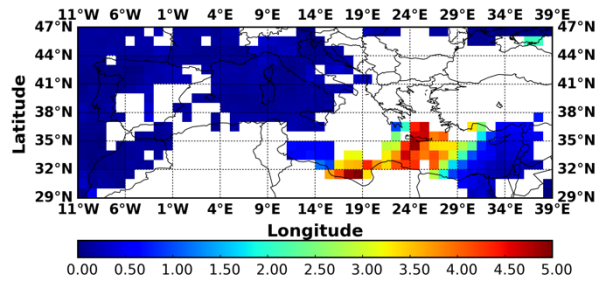 11°W 6°W 1°W 4°E 9°E 14°E 19°E 24°E 29°E 34°E 39°E
47°N 47°N
44°N 44°N
41°N 41°N
38°N 38°N
35°N 35°N
32°N 32°N
29°N 29°N
Latitude
11°W 6°W 1°W 4°E 9°E 14°E 19°E 24°E 29°E 34°E 39°E
Longitude
0.00 0.50 1.00 1.50 2.00 2.50 3.00 3.50 4.00 4.50 5.00